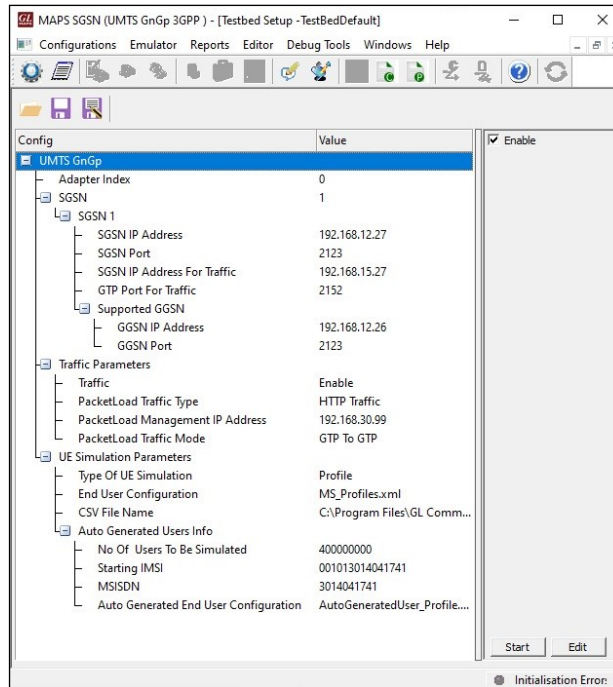 GL MAPS SGSN (UMTS GnGp 3GPP ) - [Testbed Setup -TestBedDefault]
Configurations Emulator Reports Editor Debug Tools Windows Help
Config Value
UMTS GnGp
Adapter Index 0
SGSN 1
SGSN 1
SGSN IP Address 192.168.12.27
SGSN Port 2123
SGSN IP Address For Traffic 192.168.15.27
GTP Port For Traffic 2152
Supported GGSN
GGSN IP Address 192.168.12.26
GGSN Port 2123
Traffic Parameters
Traffic Enable
PacketLoad Traffic Type HTTP Traffic
PacketLoad Management IP Address 192.168.30.99
PacketLoad Traffic Mode GTP To GTP
UE Simulation Parameters
Type Of UE Simulation Profile
End User Configuration MS_Profiles.xml
CSV File Name C:\Program Files\GL Comm...
Auto Generated Users Info
No Of Users To Be Simulated 400000000
Starting IMSI 001013014041741
MSISDN 3014041741
Auto Generated End User Configuration AutoGeneratedUser_Profile....
Enable
Start Edit
Initialisation Error: